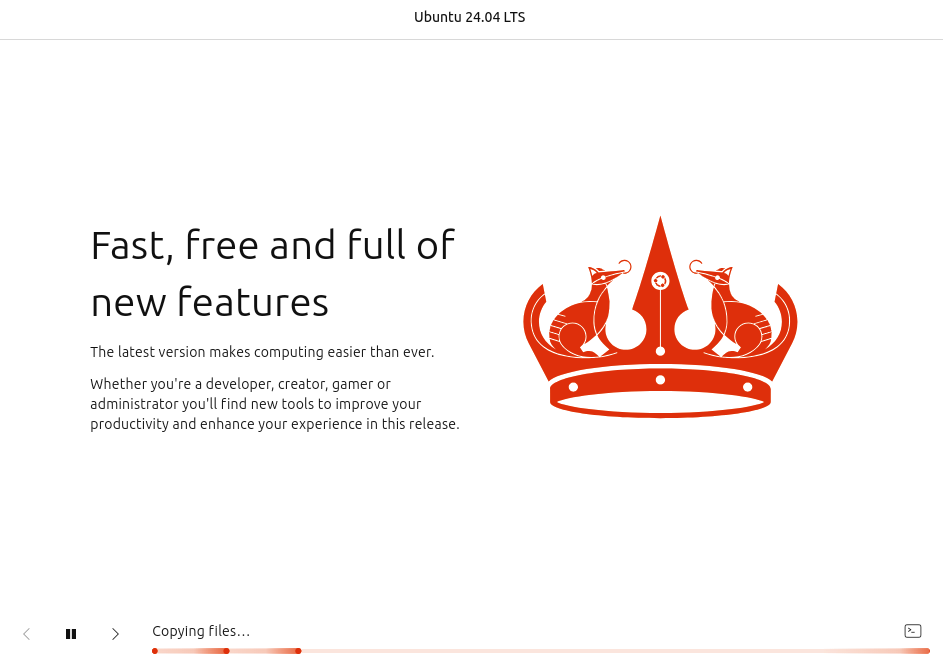 Ubuntu 24.04 LTS
Fast, free and full of
new features
The latest version makes computing easier than ever.
Whether you're a developer, creator, gamer or
administrator you'll find new tools to improve your
productivity and enhance your experience in this release.
Copying files…